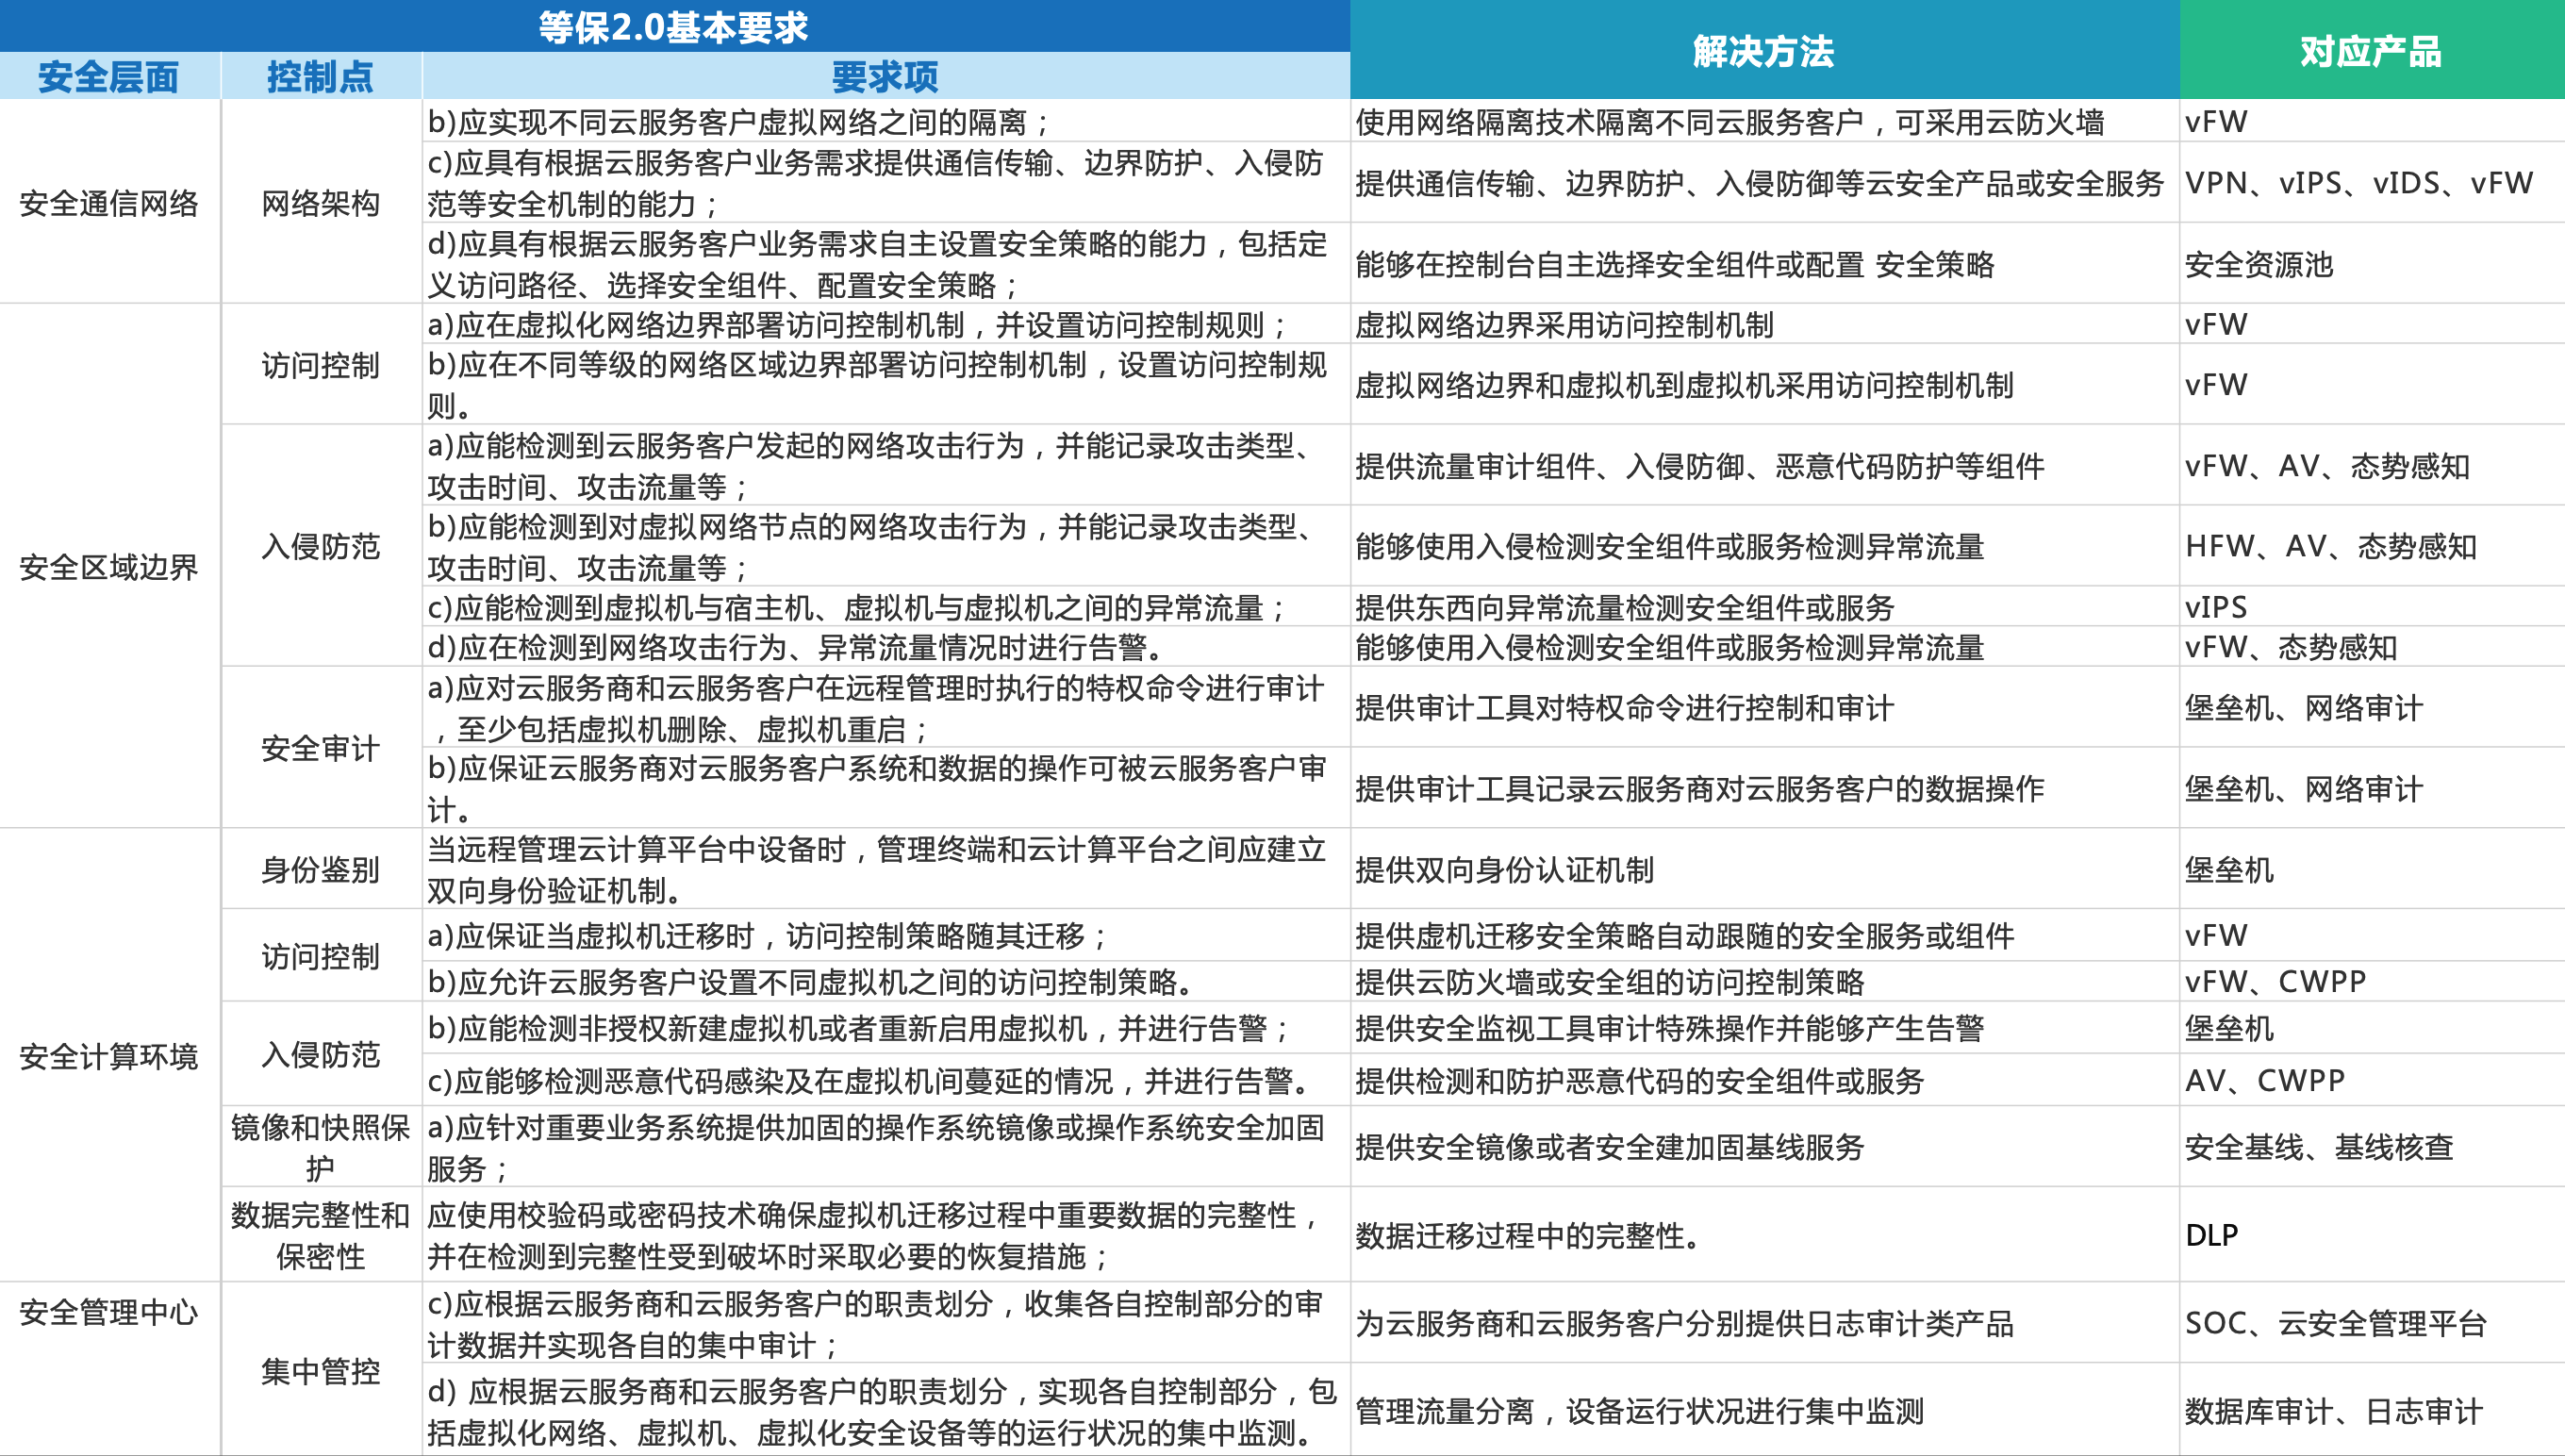 等保2.0基本要求
解决方法
对应产品
安全层面
控制点
要求项
安全通信网络
网络架构
b)应实现不同云服务客户虚拟网络之间的隔离；
使用网络隔离技术隔离不同云服务客户，可采用云防火墙
vFW
c)应具有根据云服务客户业务需求提供通信传输、边界防护、入侵防
范等安全机制的能力；
提供通信传输、边界防护、入侵防御等云安全产品或安全服务
VPN、vIPS、vIDS、vFW
d)应具有根据云服务客户业务需求自主设置安全策略的能力，包括定
义访问路径、选择安全组件、配置安全策略；
能够在控制台自主选择安全组件或配置 安全策略
安全资源池
安全区域边界
访问控制
a)应在虚拟化网络边界部署访问控制机制，并设置访问控制规则；
虚拟网络边界采用访问控制机制
vFW
b)应在不同等级的网络区域边界部署访问控制机制，设置访问控制规
则。
虚拟网络边界和虚拟机到虚拟机采用访问控制机制
vFW
入侵防范
a)应能检测到云服务客户发起的网络攻击行为，并能记录攻击类型、
攻击时间、攻击流量等；
提供流量审计组件、入侵防御、恶意代码防护等组件
vFW、AV、态势感知
b)应能检测到对虚拟网络节点的网络攻击行为，并能记录攻击类型、
攻击时间、攻击流量等；
能够使用入侵检测安全组件或服务检测异常流量
HFW、AV、态势感知
c)应能检测到虚拟机与宿主机、虚拟机与虚拟机之间的异常流量；
提供东西向异常流量检测安全组件或服务
vIPS
d)应在检测到网络攻击行为、异常流量情况时进行告警。
能够使用入侵检测安全组件或服务检测异常流量
vFW、态势感知
安全审计
a)应对云服务商和云服务客户在远程管理时执行的特权命令进行审计
，至少包括虚拟机删除、虚拟机重启；
提供审计工具对特权命令进行控制和审计
堡垒机、网络审计
b)应保证云服务商对云服务客户系统和数据的操作可被云服务客户审
计。
提供审计工具记录云服务商对云服务客户的数据操作
堡垒机、网络审计
安全计算环境
身份鉴别
当远程管理云计算平台中设备时，管理终端和云计算平台之间应建立
双向身份验证机制。
提供双向身份认证机制
堡垒机
访问控制
a)应保证当虚拟机迁移时，访问控制策略随其迁移；
提供虚机迁移安全策略自动跟随的安全服务或组件
vFW
b)应允许云服务客户设置不同虚拟机之间的访问控制策略。
提供云防火墙或安全组的访问控制策略
vFW、CWPP
入侵防范
b)应能检测非授权新建虚拟机或者重新启用虚拟机，并进行告警；
提供安全监视工具审计特殊操作并能够产生告警
堡垒机
c)应能够检测恶意代码感染及在虚拟机间蔓延的情况，并进行告警。
提供检测和防护恶意代码的安全组件或服务
AV、CWPP
镜像和快照保
护
a)应针对重要业务系统提供加固的操作系统镜像或操作系统安全加固
服务；
提供安全镜像或者安全建加固基线服务
安全基线、基线核查
数据完整性和
保密性
应使用校验码或密码技术确保虚拟机迁移过程中重要数据的完整性，
并在检测到完整性受到破坏时采取必要的恢复措施；
数据迁移过程中的完整性。
DLP
安全管理中心
集中管控
c)应根据云服务商和云服务客户的职责划分，收集各自控制部分的审
计数据并实现各自的集中审计；
为云服务商和云服务客户分别提供日志审计类产品
SOC、云安全管理平台
d) 应根据云服务商和云服务客户的职责划分，实现各自控制部分，包
括虚拟化网络、虚拟机、虚拟化安全设备等的运行状况的集中监测。
管理流量分离，设备运行状况进行集中监测
数据库审计、日志审计